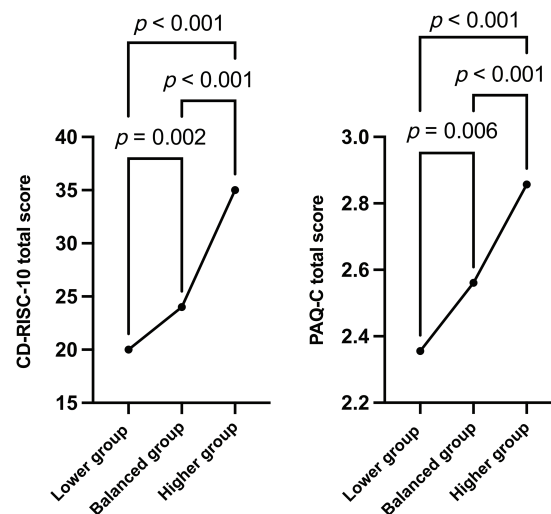 p < 0.001
p < 0.001
p = 0.002
CD-RISC-10 total score
40
35
30
25
20
15
Lower group
Balanced group
Higher group
p < 0.001
p < 0.001
p = 0.006
PAQ-C total score
3.0
2.8
2.6
2.4
2.2
Lower group
Balanced group
Higher group